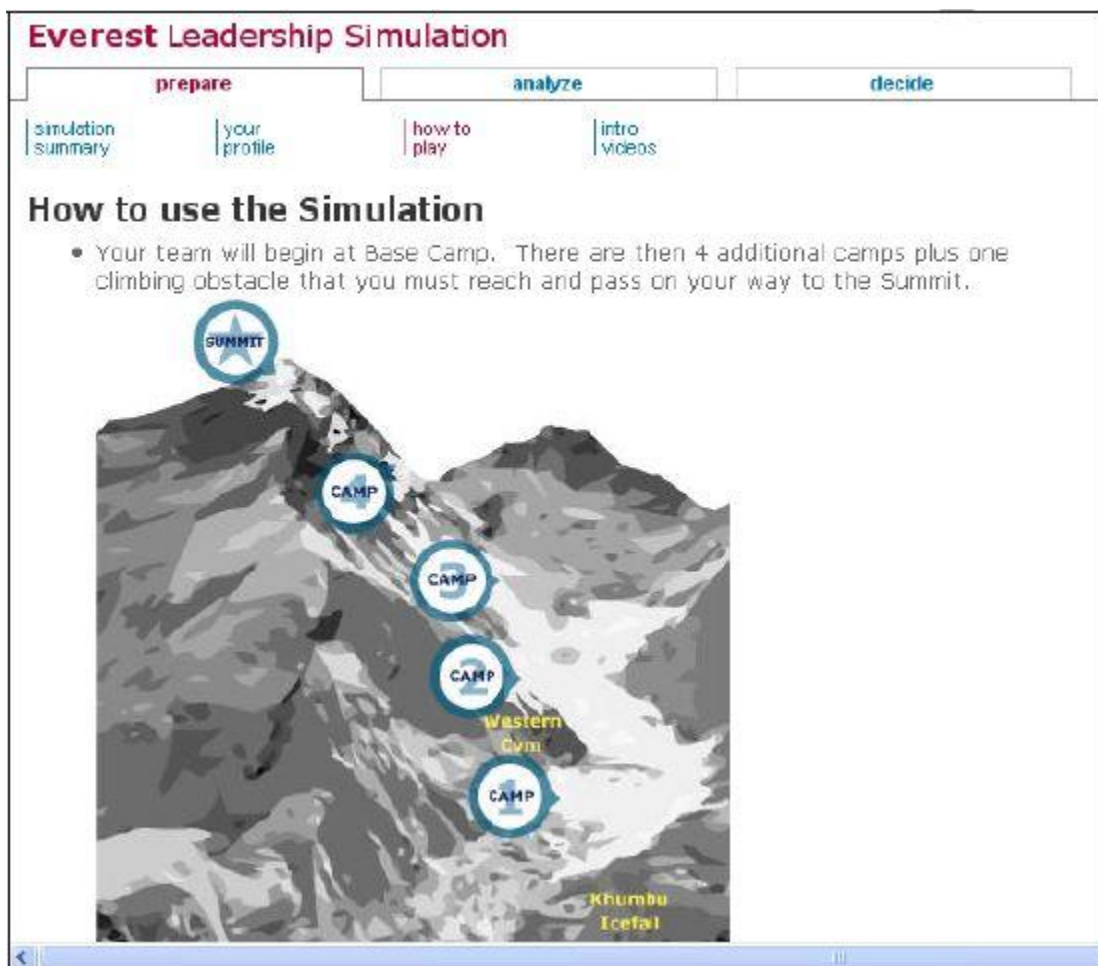 Everest Leadership Simulation
prepare
analyze
decide
simulation
summary
your
profile
how to
play
intro
videos
How to use the Simulation
• Your team will begin at Base Camp. There are then 4 additional camps plus one
climbing obstacle that you must reach and pass on your way to the Summit.
SUMMIT
CAMP 4
CAMP 3
CAMP 2
Western
Cwm
CAMP 1
Khumbu
Icefall